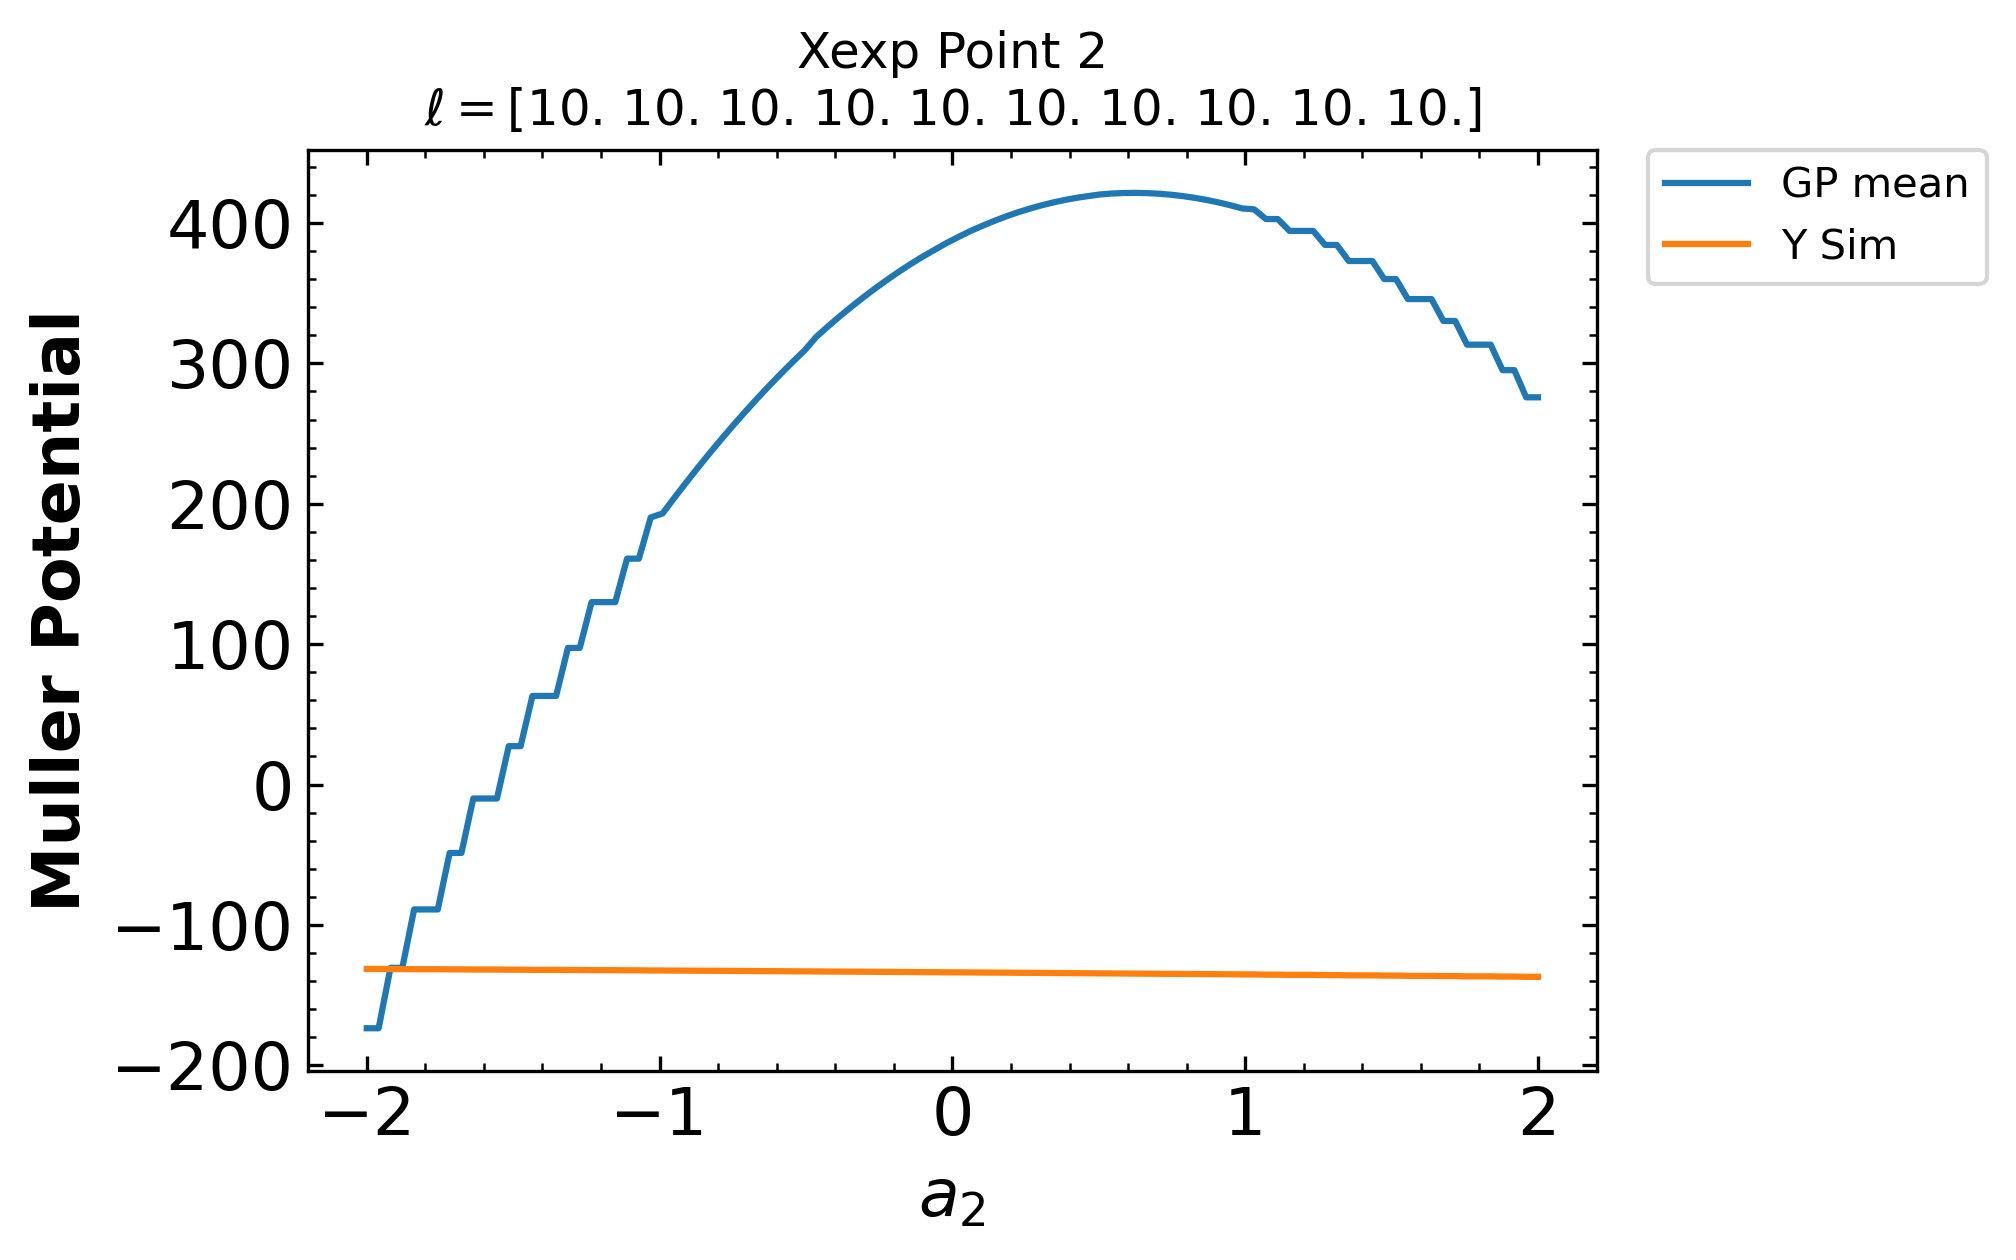 Xexp Point 2
ℓ = [10. 10. 10. 10. 10. 10. 10. 10. 10. 10.]
GP mean
Y Sim
Muller Potential
400
300
200
100
0
−100
−200
−2 −1 0 1 2
a₂